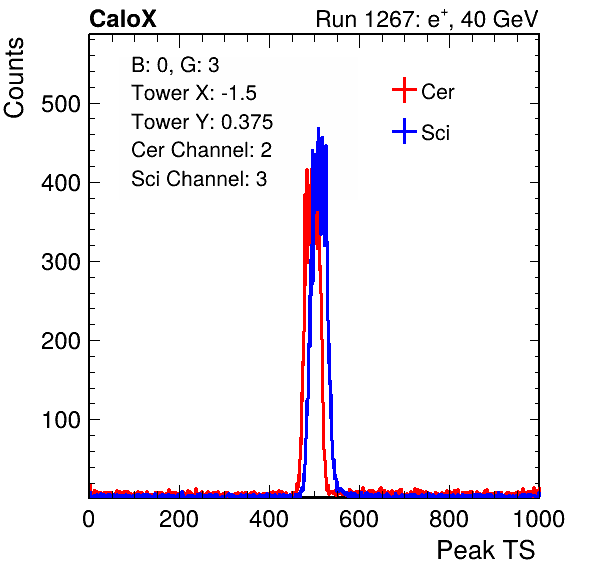 CaloX
Run 1267: e+, 40 GeV
Counts
B: 0, G: 3
Tower X: -1.5
Tower Y: 0.375
Cer Channel: 2
Sci Channel: 3
Cer
Sci
500
400
300
200
100
0 200 400 600 800 1000
Peak TS